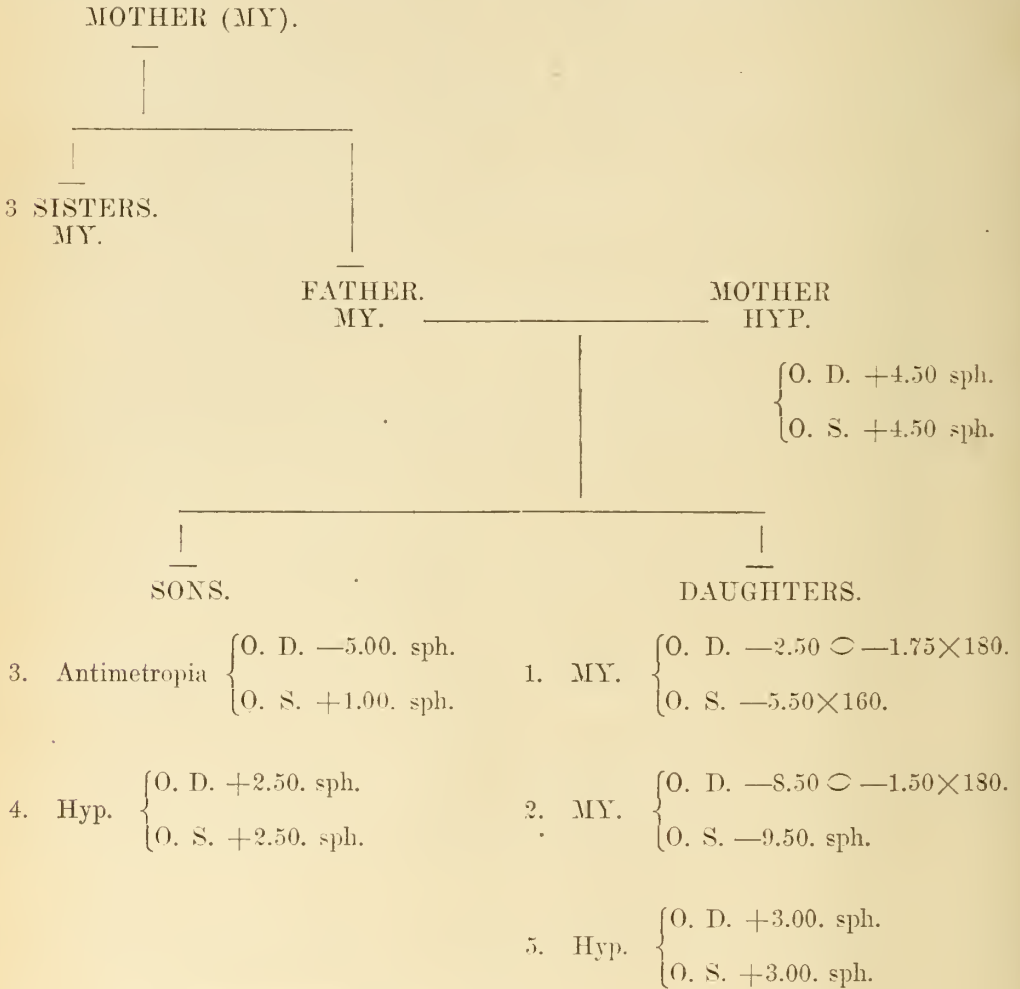 MOTHER (MY).
3 SISTERS.
MY.
FATHER.
MY.
MOTHER
HYP.
O. D. +4.50 sph.
O. S. +4.50 sph.
SONS.
3. Antimetropia
O. D. —5.00. sph.
O. S. +1.00. sph.
4. Hyp.
O. D. +2.50. sph.
O. S. +2.50. sph.
DAUGHTERS.
1. MY.
O. D. —2.50 ⁐ —1.75×180.
O. S. —5.50×160.
2. MY.
O. D. —8.50 ⁐ —1.50×180.
O. S. —9.50. sph.
5. Hyp.
O. D. +3.00. sph.
O. S. +3.00. sph.